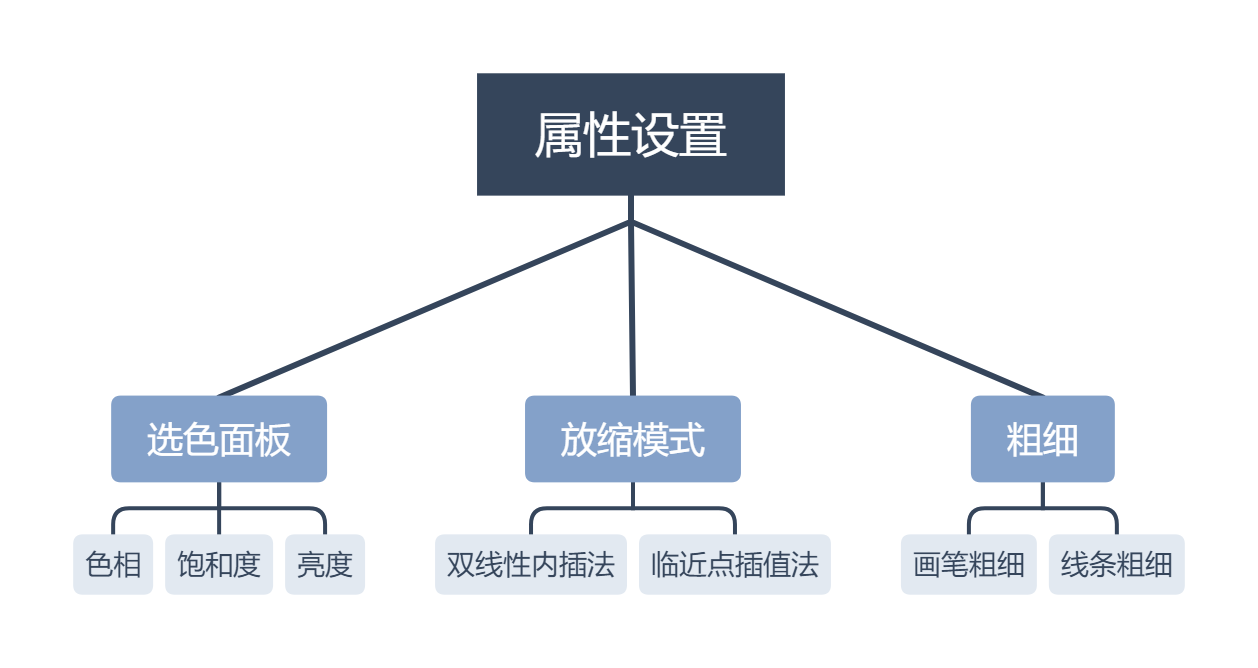 属性设置
选色面板
放缩模式
粗细
色相
饱和度
亮度
双线性内插法
临近点插值法
画笔粗细
线条粗细